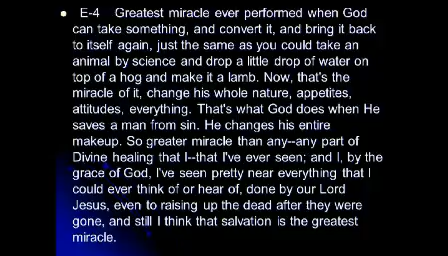 • E-4 Greatest miracle ever performed when God
can take something, and convert it, and bring it back
to itself again, just the same as you could take an
animal by science and drop a little drop of water on
top of a hog and make it a lamb. Now, that's the
miracle of it, change his whole nature, appetites,
attitudes, everything. That's what God does when He
saves a man from sin. He changes his entire
makeup. So greater miracle than any--any part of
Divine healing that I--that I've ever seen; and I, by the
grace of God, I've seen pretty near everything that I
could ever think of or hear of, done by our Lord
Jesus, even to raising up the dead after they were
gone, and still I think that salvation is the greatest
miracle.